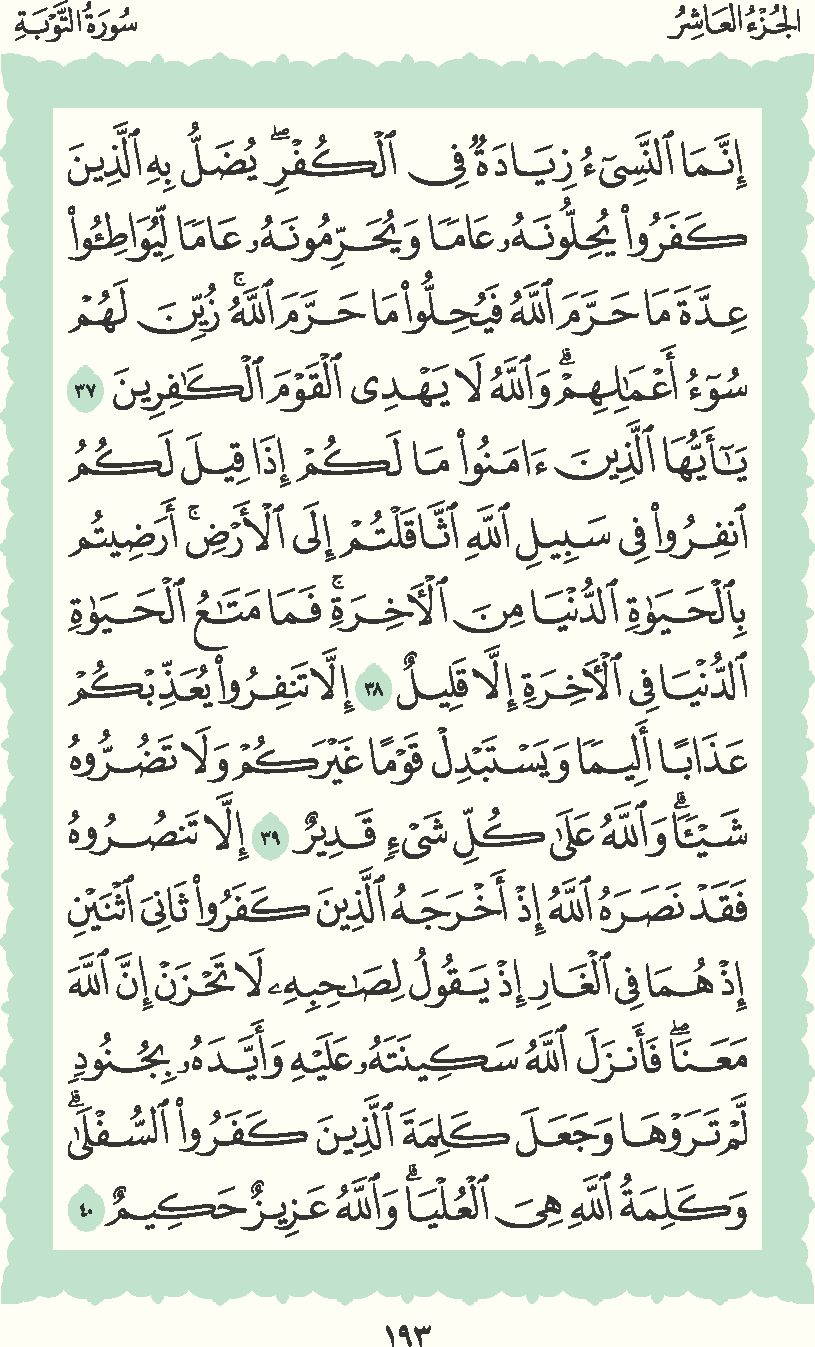 الجُزْءُ العَاشِرُ
سُورَةُ التَّوْبَةِ
إِنَّمَا ٱلنَّسِىٓءُ زِيَادَةٌ فِى ٱلْكُفْرِ ۖ يُضَلُّ بِهِ ٱلَّذِينَ
كَفَرُوا۟ يُحِلُّونَهُۥ عَامًا وَيُحَرِّمُونَهُۥ عَامًا لِّيُوَاطِـُٔوا۟
عِدَّةَ مَا حَرَّمَ ٱللَّهُ فَيُحِلُّوا۟ مَا حَرَّمَ ٱللَّهُ ۚ زُيِّنَ لَهُمْ
سُوٓءُ أَعْمَـٰلِهِمْ ۗ وَٱللَّهُ لَا يَهْدِى ٱلْقَوْمَ ٱلْكَـٰفِرِينَ ٣٧
يَـٰٓأَيُّهَا ٱلَّذِينَ ءَامَنُوا۟ مَا لَكُمْ إِذَا قِيلَ لَكُمُ
ٱنفِرُوا۟ فِى سَبِيلِ ٱللَّهِ ٱثَّاقَلْتُمْ إِلَى ٱلْأَرْضِ ۚ أَرَضِيتُم
بِٱلْحَيَوٰةِ ٱلدُّنْيَا مِنَ ٱلْـَٔاخِرَةِ ۚ فَمَا مَتَـٰعُ ٱلْحَيَوٰةِ
ٱلدُّنْيَا فِى ٱلْـَٔاخِرَةِ إِلَّا قَلِيلٌ ٣٨ إِلَّا تَنفِرُوا۟ يُعَذِّبْكُمْ
عَذَابًا أَلِيمًا وَيَسْتَبْدِلْ قَوْمًا غَيْرَكُمْ وَلَا تَضُرُّوهُ
شَيْـًٔا ۗ وَٱللَّهُ عَلَىٰ كُلِّ شَىْءٍ قَدِيرٌ ٣٩ إِلَّا تَنصُرُوهُ
فَقَدْ نَصَرَهُ ٱللَّهُ إِذْ أَخْرَجَهُ ٱلَّذِينَ كَفَرُوا۟ ثَانِىَ ٱثْنَيْنِ
إِذْ هُمَا فِى ٱلْغَارِ إِذْ يَقُولُ لِصَـٰحِبِهِۦ لَا تَحْزَنْ إِنَّ ٱللَّهَ
مَعَنَا ۖ فَأَنزَلَ ٱللَّهُ سَكِينَتَهُۥ عَلَيْهِ وَأَيَّدَهُۥ بِجُنُودٍ
لَّمْ تَرَوْهَا وَجَعَلَ كَلِمَةَ ٱلَّذِينَ كَفَرُوا۟ ٱلسُّفْلَىٰ ۗ
وَكَلِمَةُ ٱللَّهِ هِىَ ٱلْعُلْيَا ۗ وَٱللَّهُ عَزِيزٌ حَكِيمٌ ٤٠
١٩٣